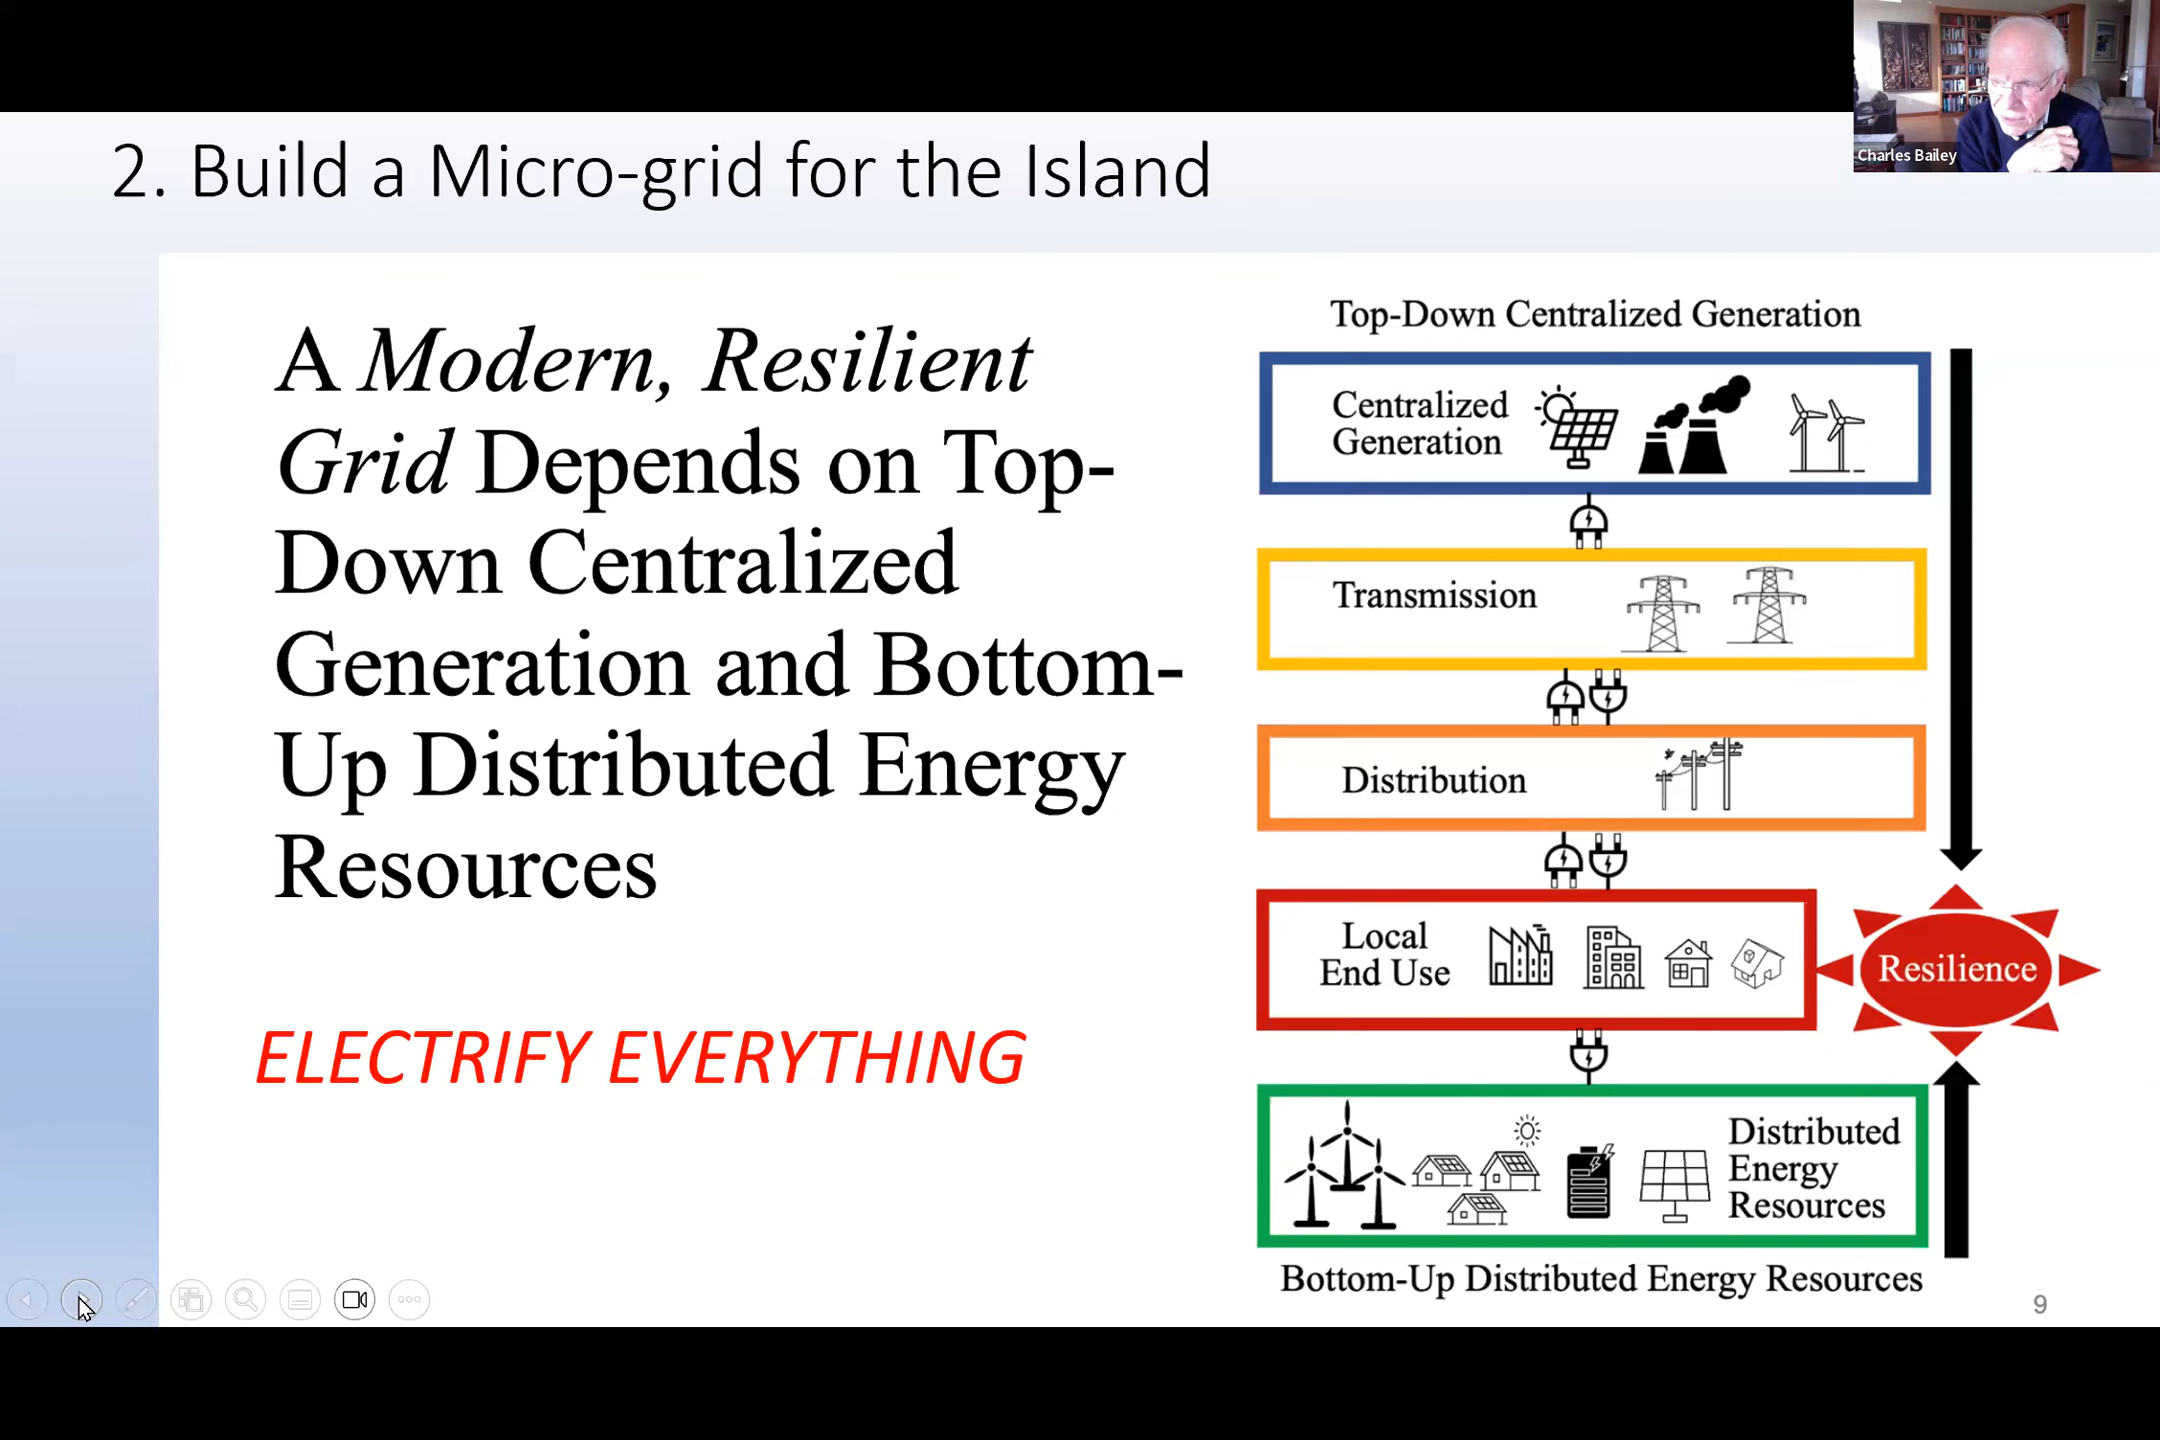 Charles Bailey
2. Build a Micro-grid for the Island
A Modern, Resilient
Grid Depends on Top-
Down Centralized
Generation and Bottom-
Up Distributed Energy
Resources
ELECTRIFY EVERYTHING
Top-Down Centralized Generation
Centralized
Generation
Transmission
Distribution
Local
End Use
Resilience
Distributed
Energy
Resources
Bottom-Up Distributed Energy Resources
9